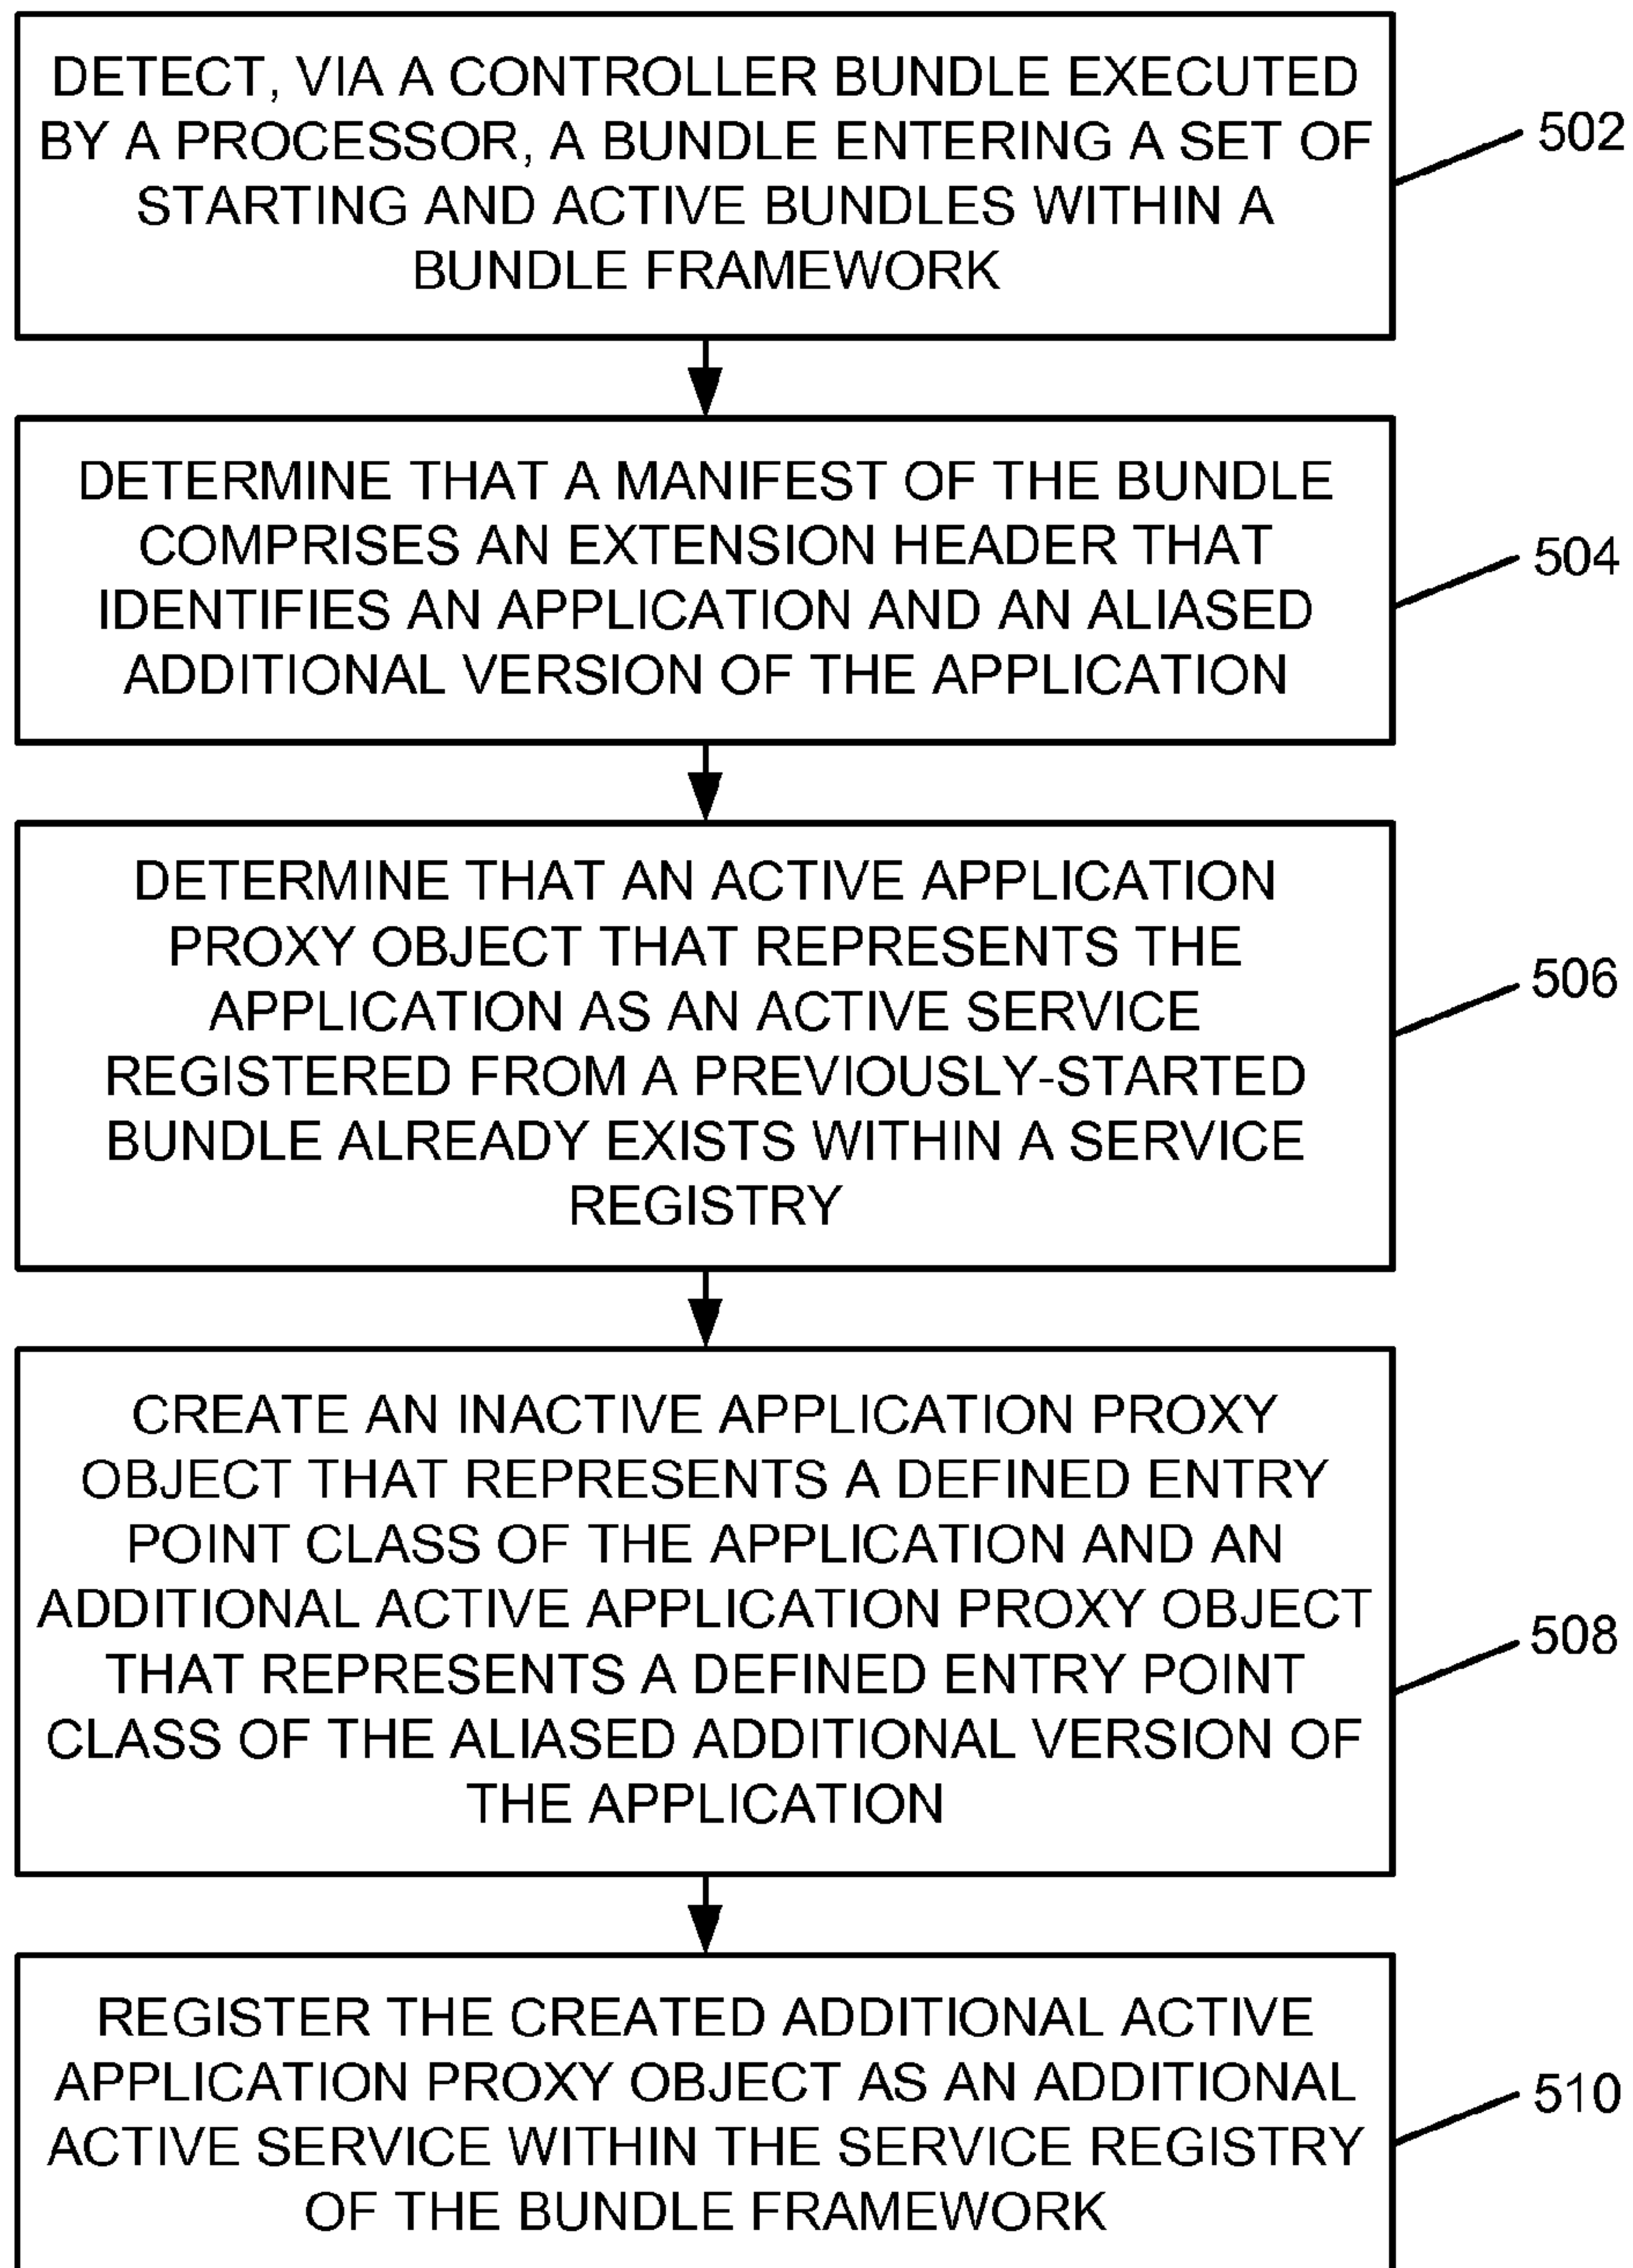 DETECT, VIA A CONTROLLER BUNDLE EXECUTED
BY A PROCESSOR, A BUNDLE ENTERING A SET OF
STARTING AND ACTIVE BUNDLES WITHIN A
BUNDLE FRAMEWORK
502
DETERMINE THAT A MANIFEST OF THE BUNDLE
COMPRISES AN EXTENSION HEADER THAT
IDENTIFIES AN APPLICATION AND AN ALIASED
ADDITIONAL VERSION OF THE APPLICATION
504
DETERMINE THAT AN ACTIVE APPLICATION
PROXY OBJECT THAT REPRESENTS THE
APPLICATION AS AN ACTIVE SERVICE
REGISTERED FROM A PREVIOUSLY-STARTED
BUNDLE ALREADY EXISTS WITHIN A SERVICE
REGISTRY
506
CREATE AN INACTIVE APPLICATION PROXY
OBJECT THAT REPRESENTS A DEFINED ENTRY
POINT CLASS OF THE APPLICATION AND AN
ADDITIONAL ACTIVE APPLICATION PROXY OBJECT
THAT REPRESENTS A DEFINED ENTRY POINT
CLASS OF THE ALIASED ADDITIONAL VERSION OF
THE APPLICATION
508
REGISTER THE CREATED ADDITIONAL ACTIVE
APPLICATION PROXY OBJECT AS AN ADDITIONAL
ACTIVE SERVICE WITHIN THE SERVICE REGISTRY
OF THE BUNDLE FRAMEWORK
510